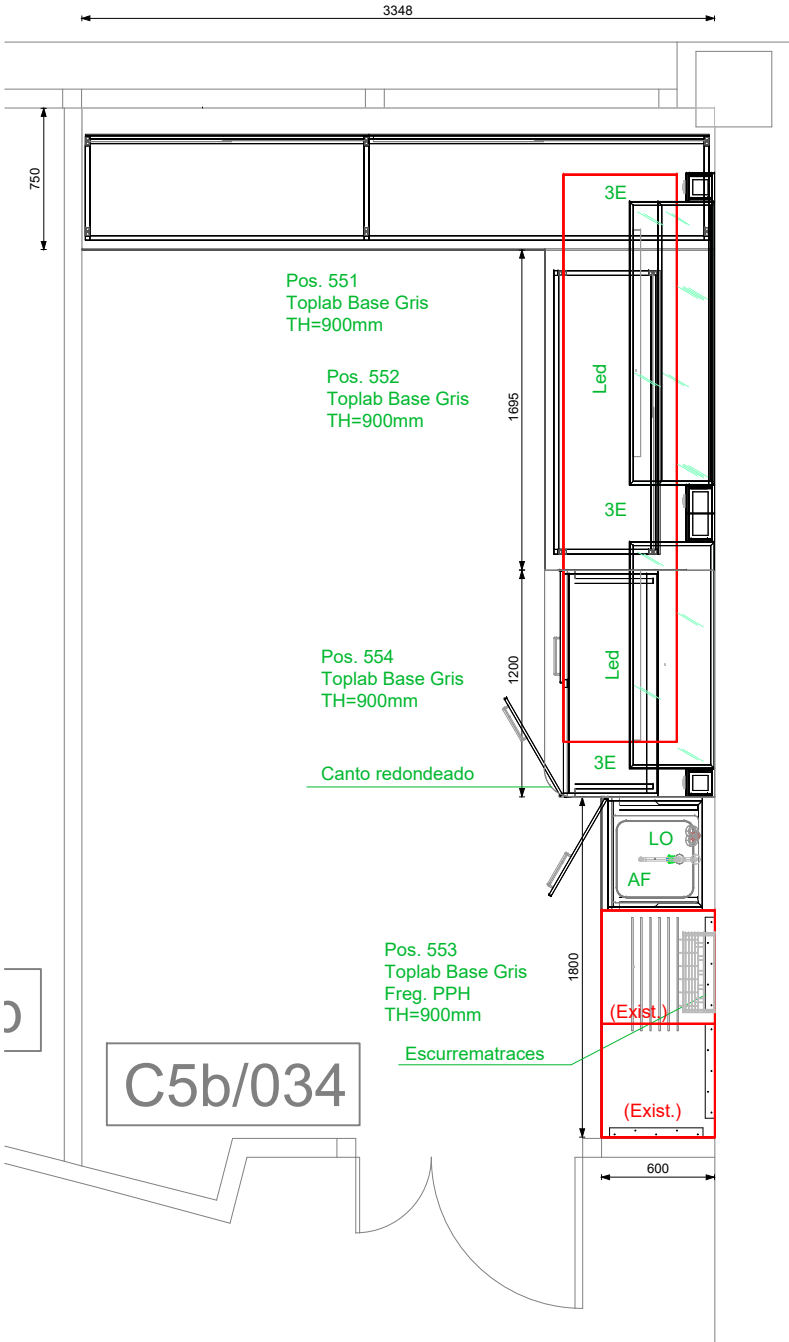 3348
750
3E
Pos. 551
Toplab Base Gris
TH=900mm
Pos. 552
Toplab Base Gris
TH=900mm
Led
1695
3E
Pos. 554
Toplab Base Gris
TH=900mm
Led
1200
3E
Canto redondeado
LO
AF
Pos. 553
Toplab Base Gris
Freg. PPH
TH=900mm
1800
(Exist.)
Escurrematraces
C5b/034
(Exist.)
600